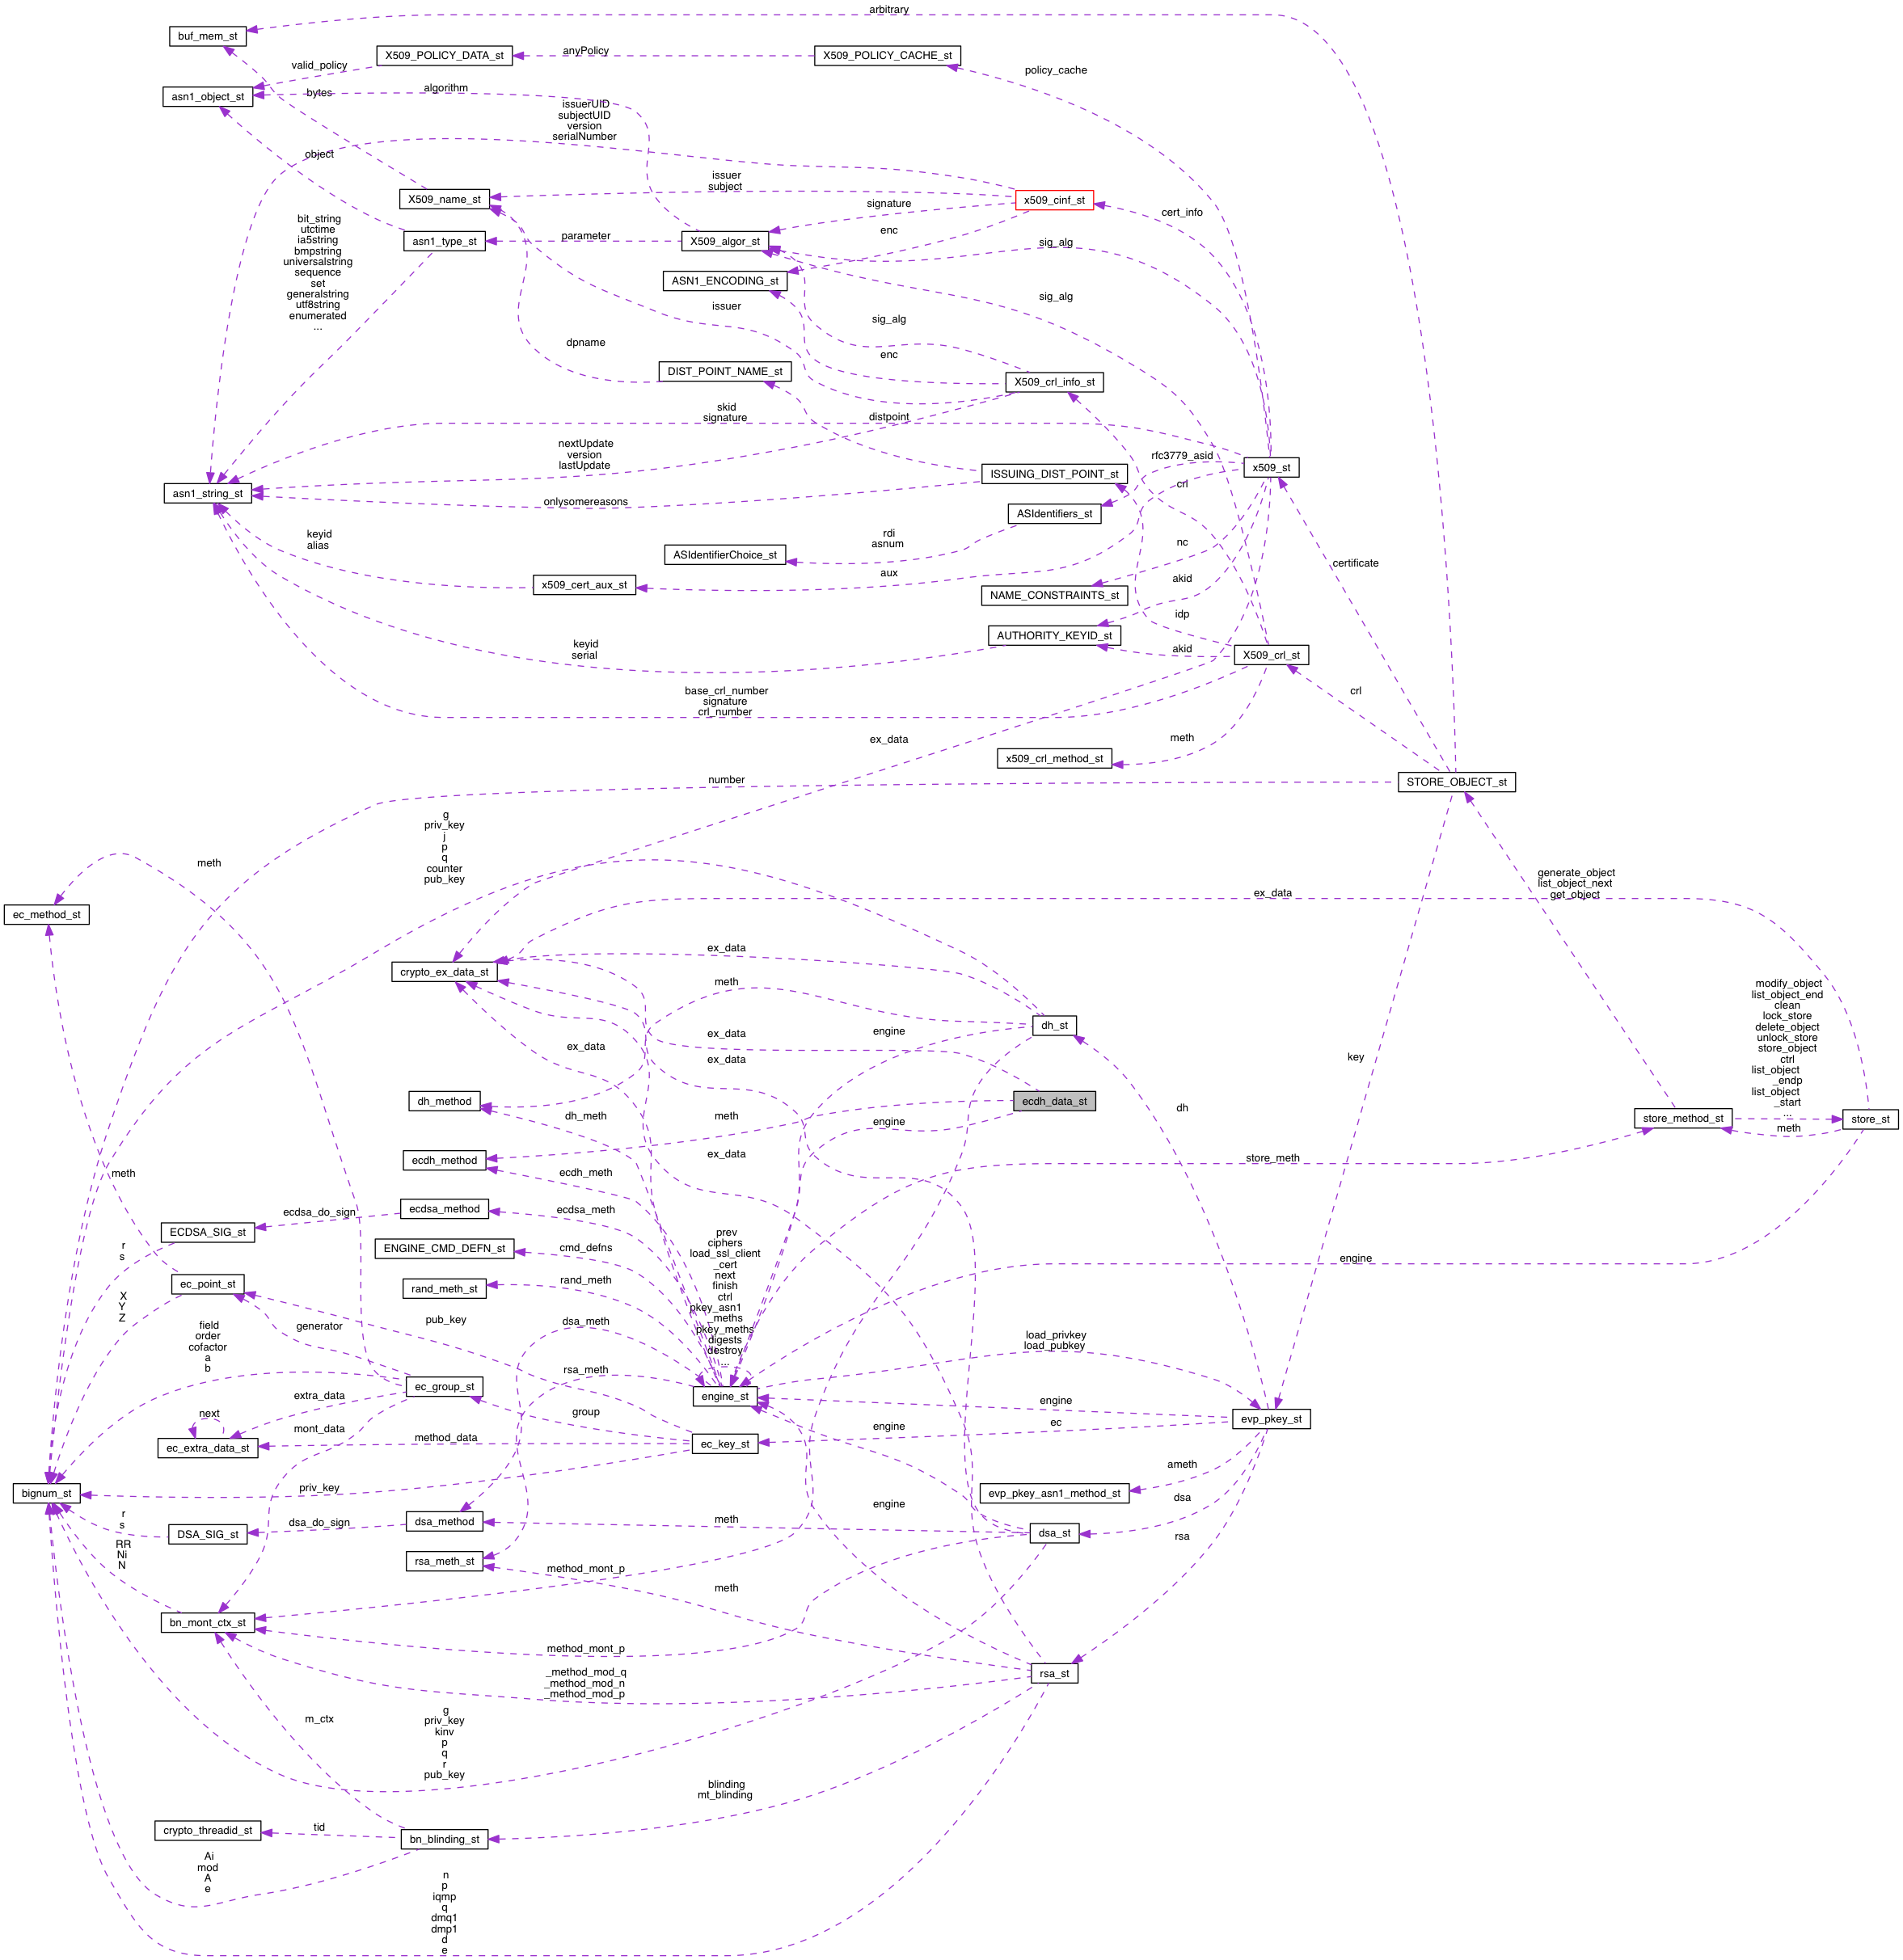 arbitrary
buf_mem_st
X509_POLICY_DATA_st
anyPolicy
X509_POLICY_CACHE_st
valid_policy
policy_cache
bytes
asn1_object_st
algorithm
issuerUID
subjectUID
version
serialNumber
object
issuer
subject
X509_name_st
x509_cinf_st
signature
cert_info
bit_string
utctime
ia5string
bmpstring
universalstring
sequence
set
generalstring
utf8string
enumerated
...
asn1_type_st
parameter
X509_algor_st
enc
sig_alg
ASN1_ENCODING_st
issuer
sig_alg
sig_alg
dpname
enc
DIST_POINT_NAME_st
X509_crl_info_st
skid
signature
distpoint
nextUpdate
version
lastUpdate
rfc3779_asid
x509_st
ISSUING_DIST_POINT_st
crl
asn1_string_st
onlysomereasons
ASIdentifiers_st
keyid
alias
rdi
asnum
ASIdentifierChoice_st
nc
certificate
x509_cert_aux_st
aux
akid
NAME_CONSTRAINTS_st
idp
AUTHORITY_KEYID_st
keyid
serial
akid
X509_crl_st
base_crl_number
signature
crl_number
crl
ex_data
meth
x509_crl_method_st
number
STORE_OBJECT_st
g
priv_key
j
p
q
counter
pub_key
meth
generate_object
list_object_next
get_object
ex_data
ec_method_st
ex_data
crypto_ex_data_st
meth
modify_object
list_object_end
clean
lock_store
delete_object
unlock_store
store_object
ctrl
list_object
_endp
list_object
_start
...
dh_st
engine
ex_data
ex_data
ex_data
key
dh_method
ecdh_data_st
dh
dh_meth
meth
engine
store_method_st
store_st
meth
ecdh_method
ex_data
store_meth
ecdh_meth
meth
ecdsa_do_sign
ecdsa_method
ecdsa_meth
ECDSA_SIG_st
r
s
ENGINE_CMD_DEFN_st
cmd_defns
prev
ciphers
load_ssl_client
_cert
next
finish
ctrl
pkey_asn1
_meths
pkey_meths
digests
destroy
...
engine
ec_point_st
rand_meth_st
rand_meth
X
Y
Z
generator
pub_key
dsa_meth
field
order
cofactor
a
b
load_privkey
load_pubkey
rsa_meth
ec_group_st
engine_st
extra_data
engine
next
group
ec
evp_pkey_st
mont_data
engine
ec_extra_data_st
method_data
ec_key_st
ameth
bignum_st
priv_key
evp_pkey_asn1_method_st
dsa
engine
r
s
DSA_SIG_st
dsa_do_sign
dsa_method
meth
dsa_st
rsa
RR
Ni
N
rsa_meth_st
method_mont_p
meth
bn_mont_ctx_st
method_mont_p
_method_mod_q
_method_mod_n
_method_mod_p
rsa_st
m_ctx
g
priv_key
kinv
p
q
r
pub_key
blinding
mt_blinding
crypto_threadid_st
tid
bn_blinding_st
Ai
mod
A
e
n
p
iqmp
q
dmq1
dmp1
d
e